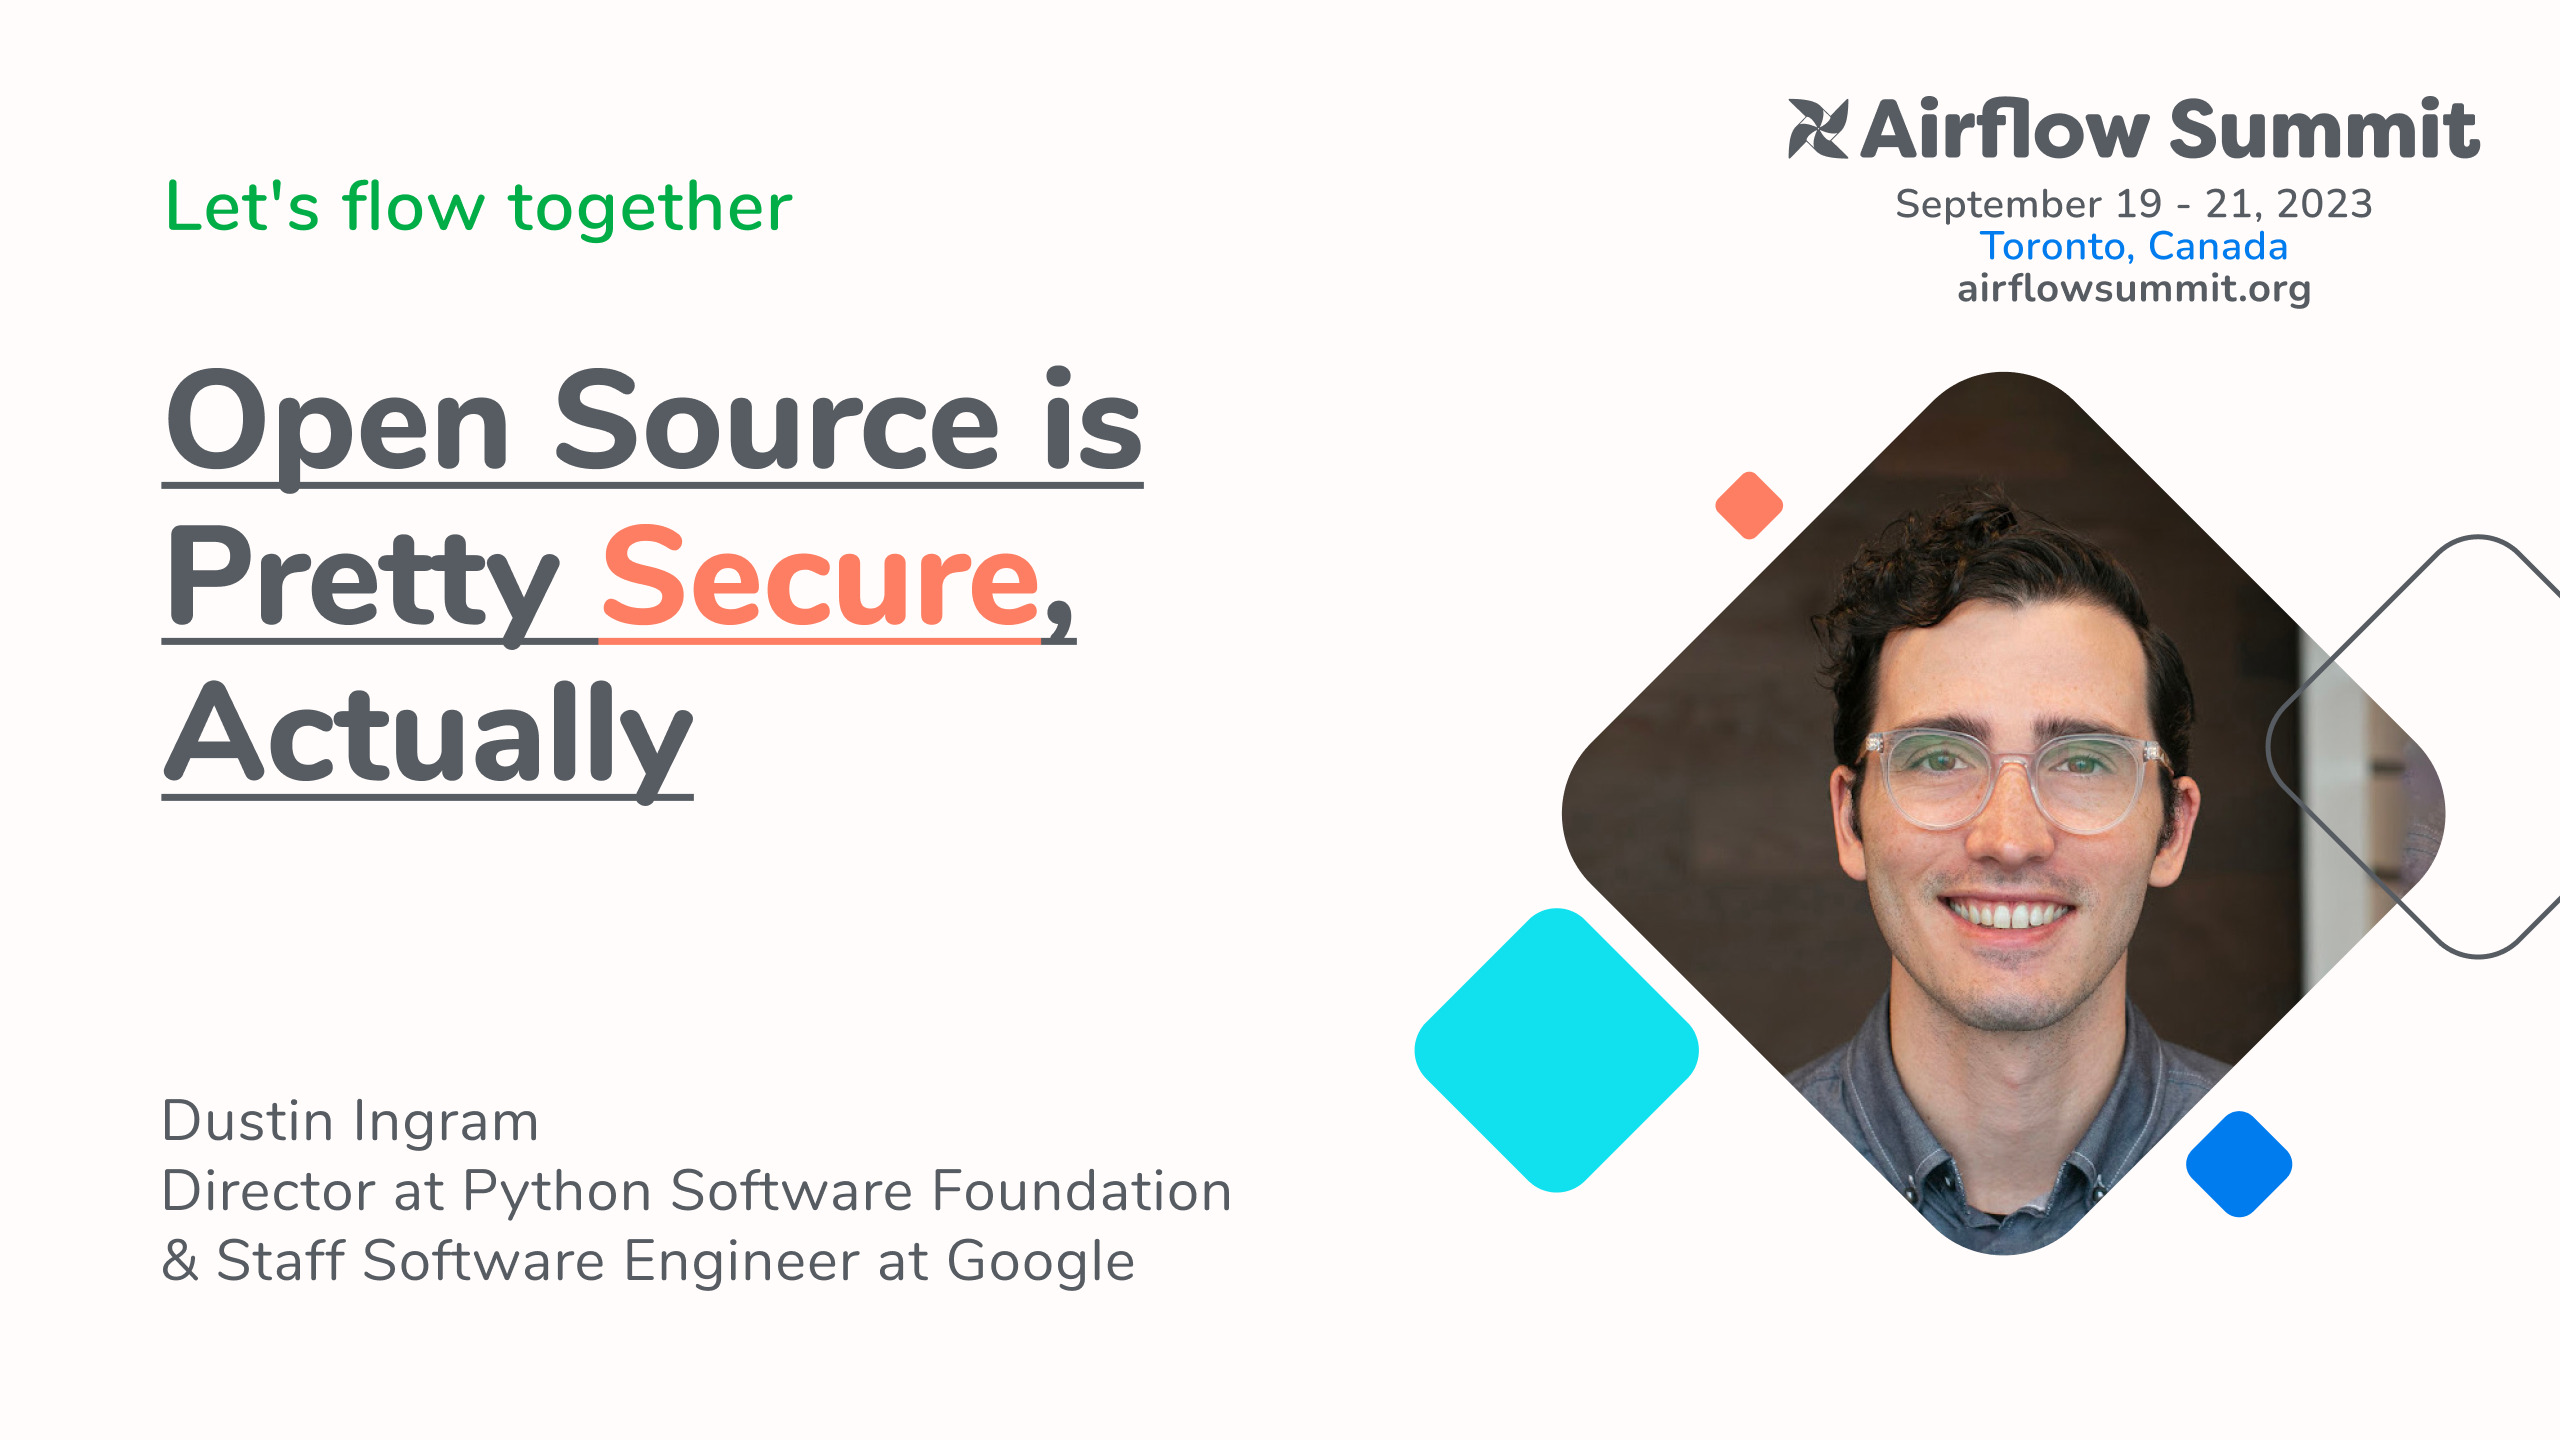 Let's flow together
Airflow Summit
September 19 - 21, 2023
Toronto, Canada
airflowsummit.org
Open Source is
Pretty Secure,
Actually
Dustin Ingram
Director at Python Software Foundation
& Staff Software Engineer at Google